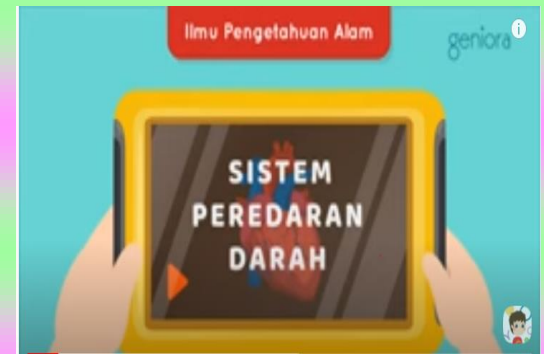 Ilmu Pengetahuan Alam
geniora
i
SISTEM
PEREDARAN
DARAH